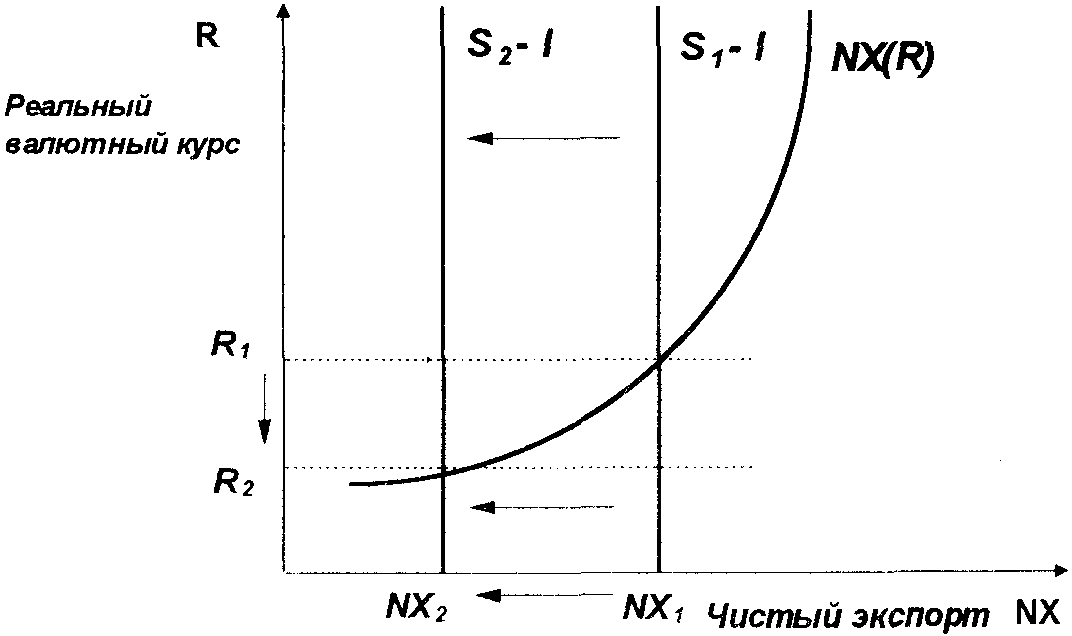 R
S₂- I
S₁- I
NX(R)
Реальный
валютный курс
R₁
R₂
NX₂
NX₁
Чистый экспорт
NX